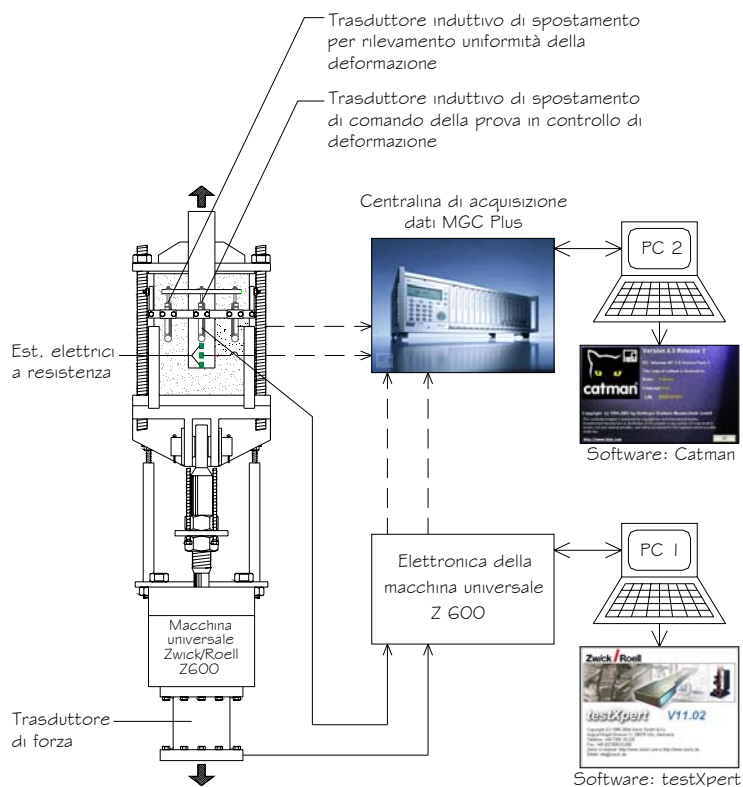 Trasduttore induttivo di spostamento
per rilevamento uniformità della
deformazione
Trasduttore induttivo di spostamento
di comando della prova in controllo di
deformazione
Centralina di acquisizione
dati MGC Plus
PC 2
Est. elettrici
a resistenza
catman
Software: Catman
Elettronica della
macchina universale
Z 600
PC 1
Macchina
universale
Zwick/Roell
Z600
Zwick / Roell
testXpert V11.02
Trasduttore
di forza
Software: testXpert